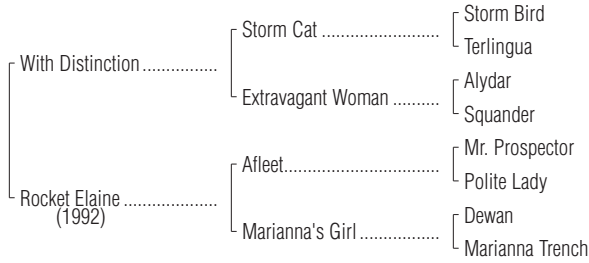 Storm Bird
Storm Cat ........................
Terlingua
With Distinction ...............
Alydar
Extravagant Woman ..........
Squander
Mr. Prospector
Afleet................................
Polite Lady
Rocket Elaine ...................
(1992)
Dewan
Marianna's Girl ................
Marianna Trench